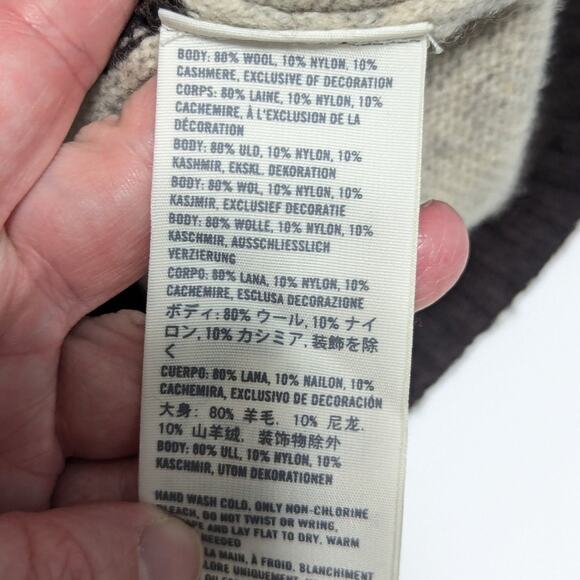 BODY: 80% WOOL, 10% NYLON, 10%
CASHMERE, EXCLUSIVE OF DECORATION
CORPS: 80% LAINE, 10% NYLON, 10%
CACHEMIRE, À L'EXCLUSION DE LA
DÉCORATION
BODY: 80% ULD, 10% NYLON, 10%
KASHMIR, EKSKL. DEKORATION
BODY: 80% WOL, 10% NYLON, 10%
KASJMIR, EXCLUSIEF DECORATIE
BODY: 80% WOLLE, 10% NYLON, 10%
KASCHMIR, AUSSCHLIESSLICH
VERZIERUNG
CORPO: 80% LANA, 10% NYLON, 10%
CACHEMIRE, ESCLUSA DECORAZIONE
ボディ: 80% ウール, 10% ナイ
ロン, 10% カシミア, 装飾を除
く
CUERPO: 80% LANA, 10% NAILON, 10%
CACHEMIRA, EXCLUSIVO DE DECORACIÓN
大身: 80% 羊毛, 10% 尼龙,
10% 山羊绒, 装饰物除外
BODY: 80% ULL, 10% NYLON, 10%
KASCHMIR, UTOM DEKORATIONEN
HAND WASH COLD, ONLY NON-CHLORINE
BLEACH, DO NOT TWIST OR WRING,
AND LAY FLAT TO DRY. WARM
NEEDED
LA MAIN, À FROID. BLANCHIMENT
UNIQUEMENT